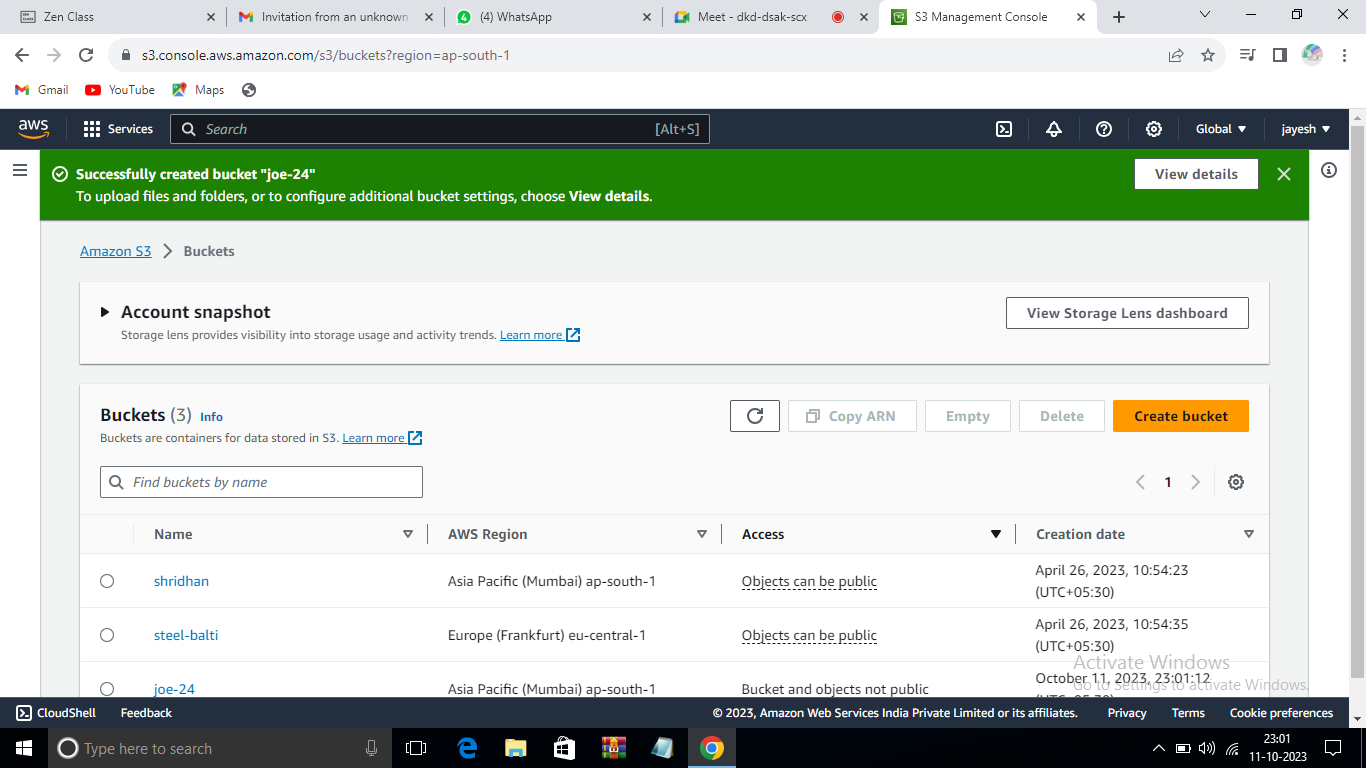 Zen Class
Invitation from an unknown
(4) WhatsApp
Meet - dkd-dsak-scx
S3 Management Console
s3.console.aws.amazon.com/s3/buckets?region=ap-south-1
Gmail
YouTube
Maps
aws
Services
Search
[Alt+S]
Global
jayesh
Successfully created bucket "joe-24"
To upload files and folders, or to configure additional bucket settings, choose View details.
View details
Amazon S3
Buckets
Account snapshot
Storage lens provides visibility into storage usage and activity trends. Learn more
View Storage Lens dashboard
Buckets (3) Info
Buckets are containers for data stored in S3. Learn more
Copy ARN
Empty
Delete
Create bucket
Find buckets by name
1
Name
AWS Region
Access
Creation date
shridhan
Asia Pacific (Mumbai) ap-south-1
Objects can be public
April 26, 2023, 10:54:23
(UTC+05:30)
steel-balti
Europe (Frankfurt) eu-central-1
Objects can be public
April 26, 2023, 10:54:35
(UTC+05:30)
joe-24
Asia Pacific (Mumbai) ap-south-1
Bucket and objects not public
October 11, 2023, 23:01:12
Activate Windows
Go to Settings to activate Windows.
CloudShell
Feedback
© 2023, Amazon Web Services India Private Limited or its affiliates.
Privacy
Terms
Cookie preferences
Type here to search
23:01
11-10-2023